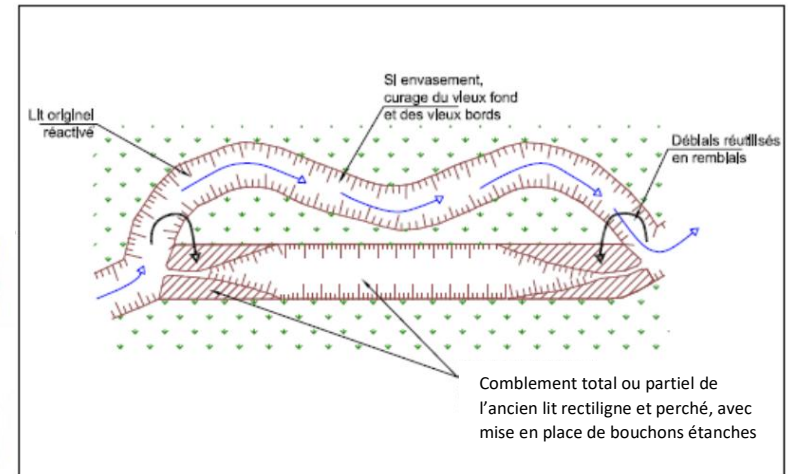 Si envasement,
curage du vieux fond
et des vieux bords
Lit originel
réactivé
Déblais réutilisés
en remblais
Comblement total ou partiel de
l’ancien lit rectiligne et perché, avec
mise en place de bouchons étanches